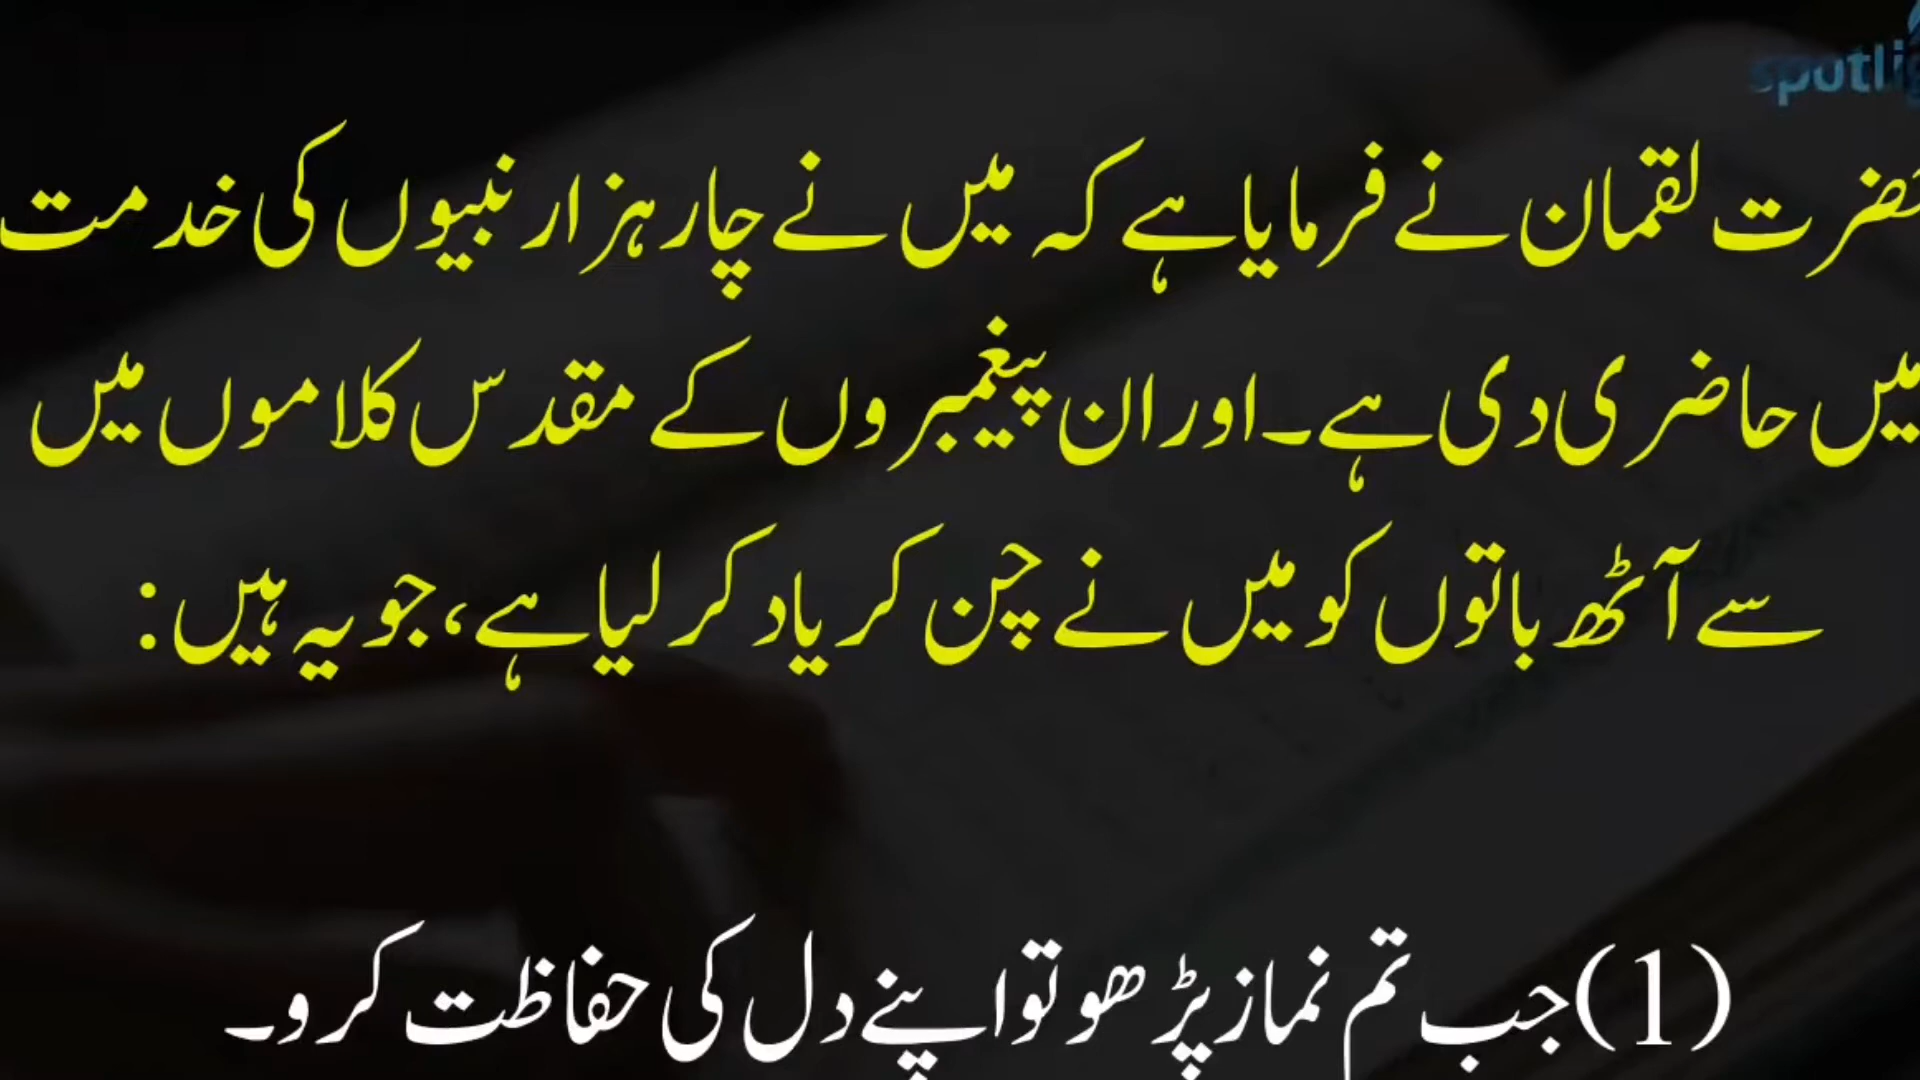 spotlig
حضرت لقمان نے فرمایا ہے کہ میں نے چار ہزار نبیوں کی خدمت
میں حاضری دی ہے۔ اور ان پیغمبروں کے مقدس کلاموں میں
سے آٹھ باتوں کو میں نے چن کر یاد کر لیا ہے، جو یہ ہیں:
(1) جب تم نماز پڑھو تو اپنے دل کی حفاظت کرو۔